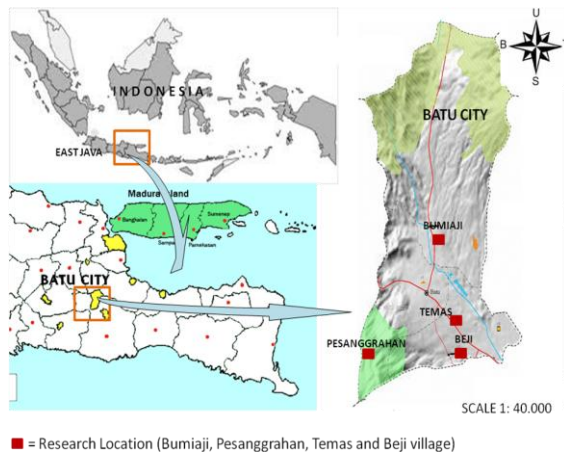 INDONESIA
EAST JAVA
Madura Island
Bangkalan
Sampang
Pamekasan
Sumenep
BATU CITY
U
B
S
BATU CITY
BUMIAJI
Batu
TEMAS
BEJI
PESANGGRAHAN
SCALE 1: 40.000
= Research Location (Bumiaji, Pesanggrahan, Temas and Beji village)